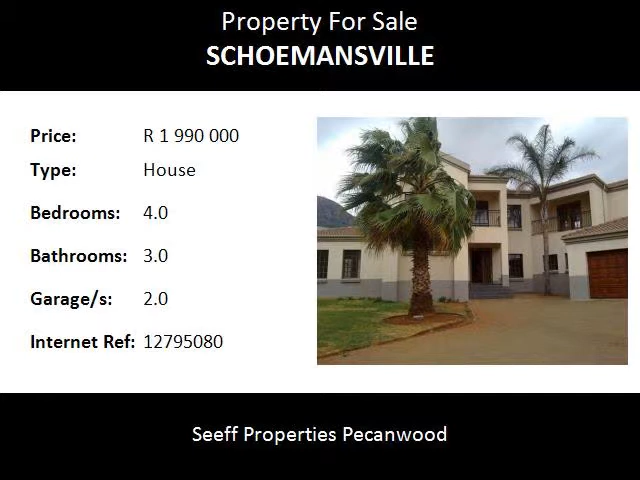 Property For Sale
SCHOEMANSVILLE
Price: R 1 990 000
Type: House
Bedrooms: 4.0
Bathrooms: 3.0
Garage/s: 2.0
Internet Ref: 12795080
Seeff Properties Pecanwood